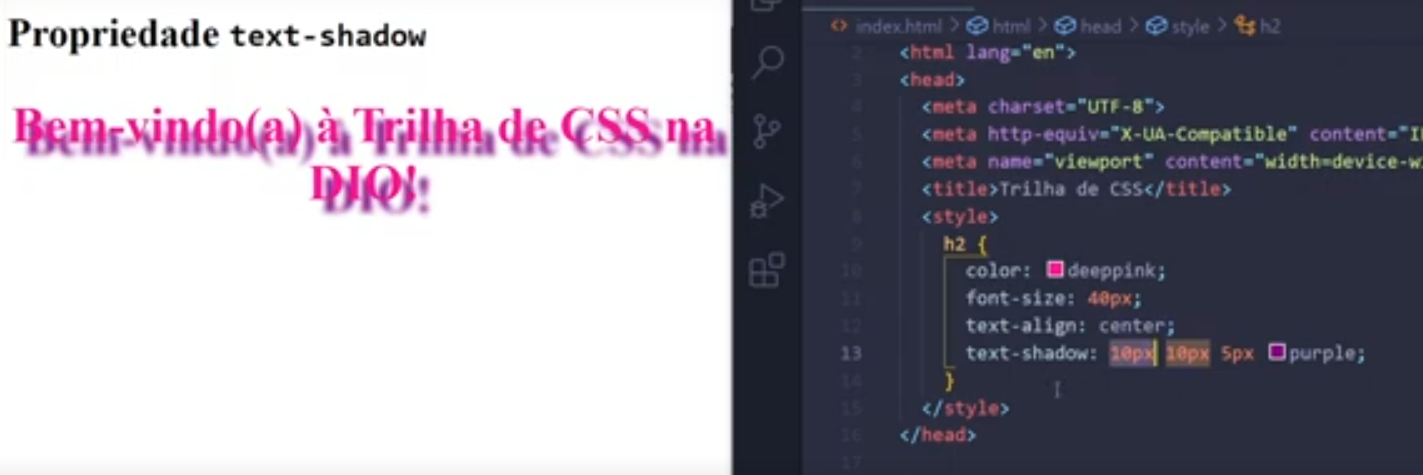 Propriedade text-shadow
Bem-vindo(a) à Trilha de CSS na
DIO!
index.html > html > head > style > h2
2 <html lang="en">
3 <head>
4 <meta charset="UTF-8">
5 <meta http-equiv="X-UA-Compatible" content="I
6 <meta name="viewport" content="width=device-w
7 <title>Trilha de CSS</title>
8 <style>
9 h2 {
10 color: deeppink;
11 font-size: 40px;
12 text-align: center;
13 text-shadow: 10px 10px 5px purple;
14 }
15 </style>
16 </head>
17